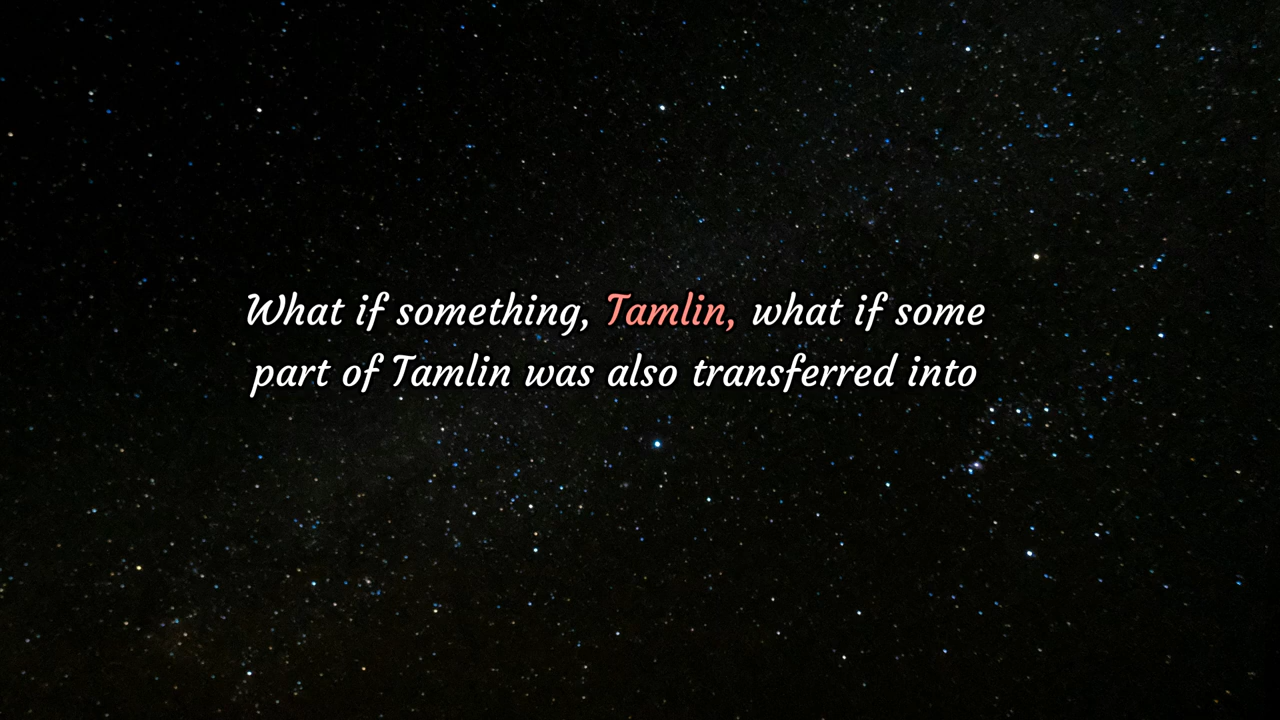 What if something, Tamlin, what if some
part of Tamlin was also transferred into